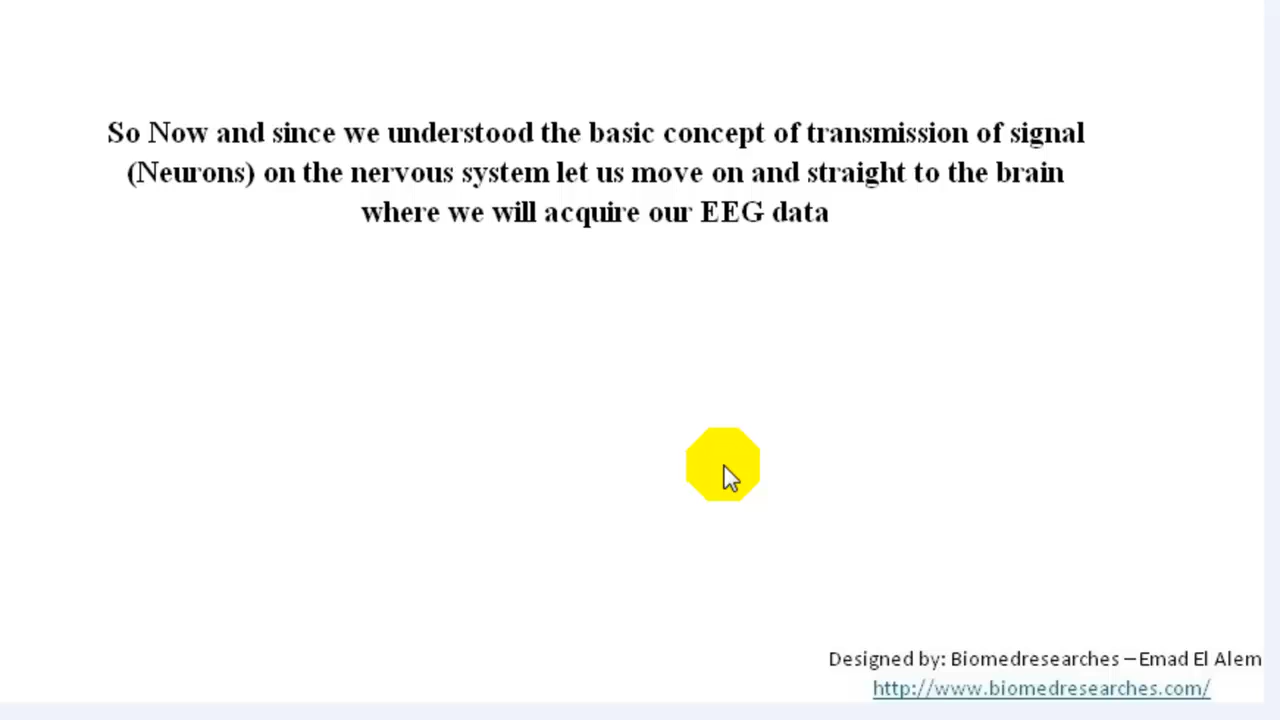 So Now and since we understood the basic concept of transmission of signal
(Neurons) on the nervous system let us move on and straight to the brain
where we will acquire our EEG data
Designed by: Biomedresearches – Emad El Alem
http://www.biomedresearches.com/